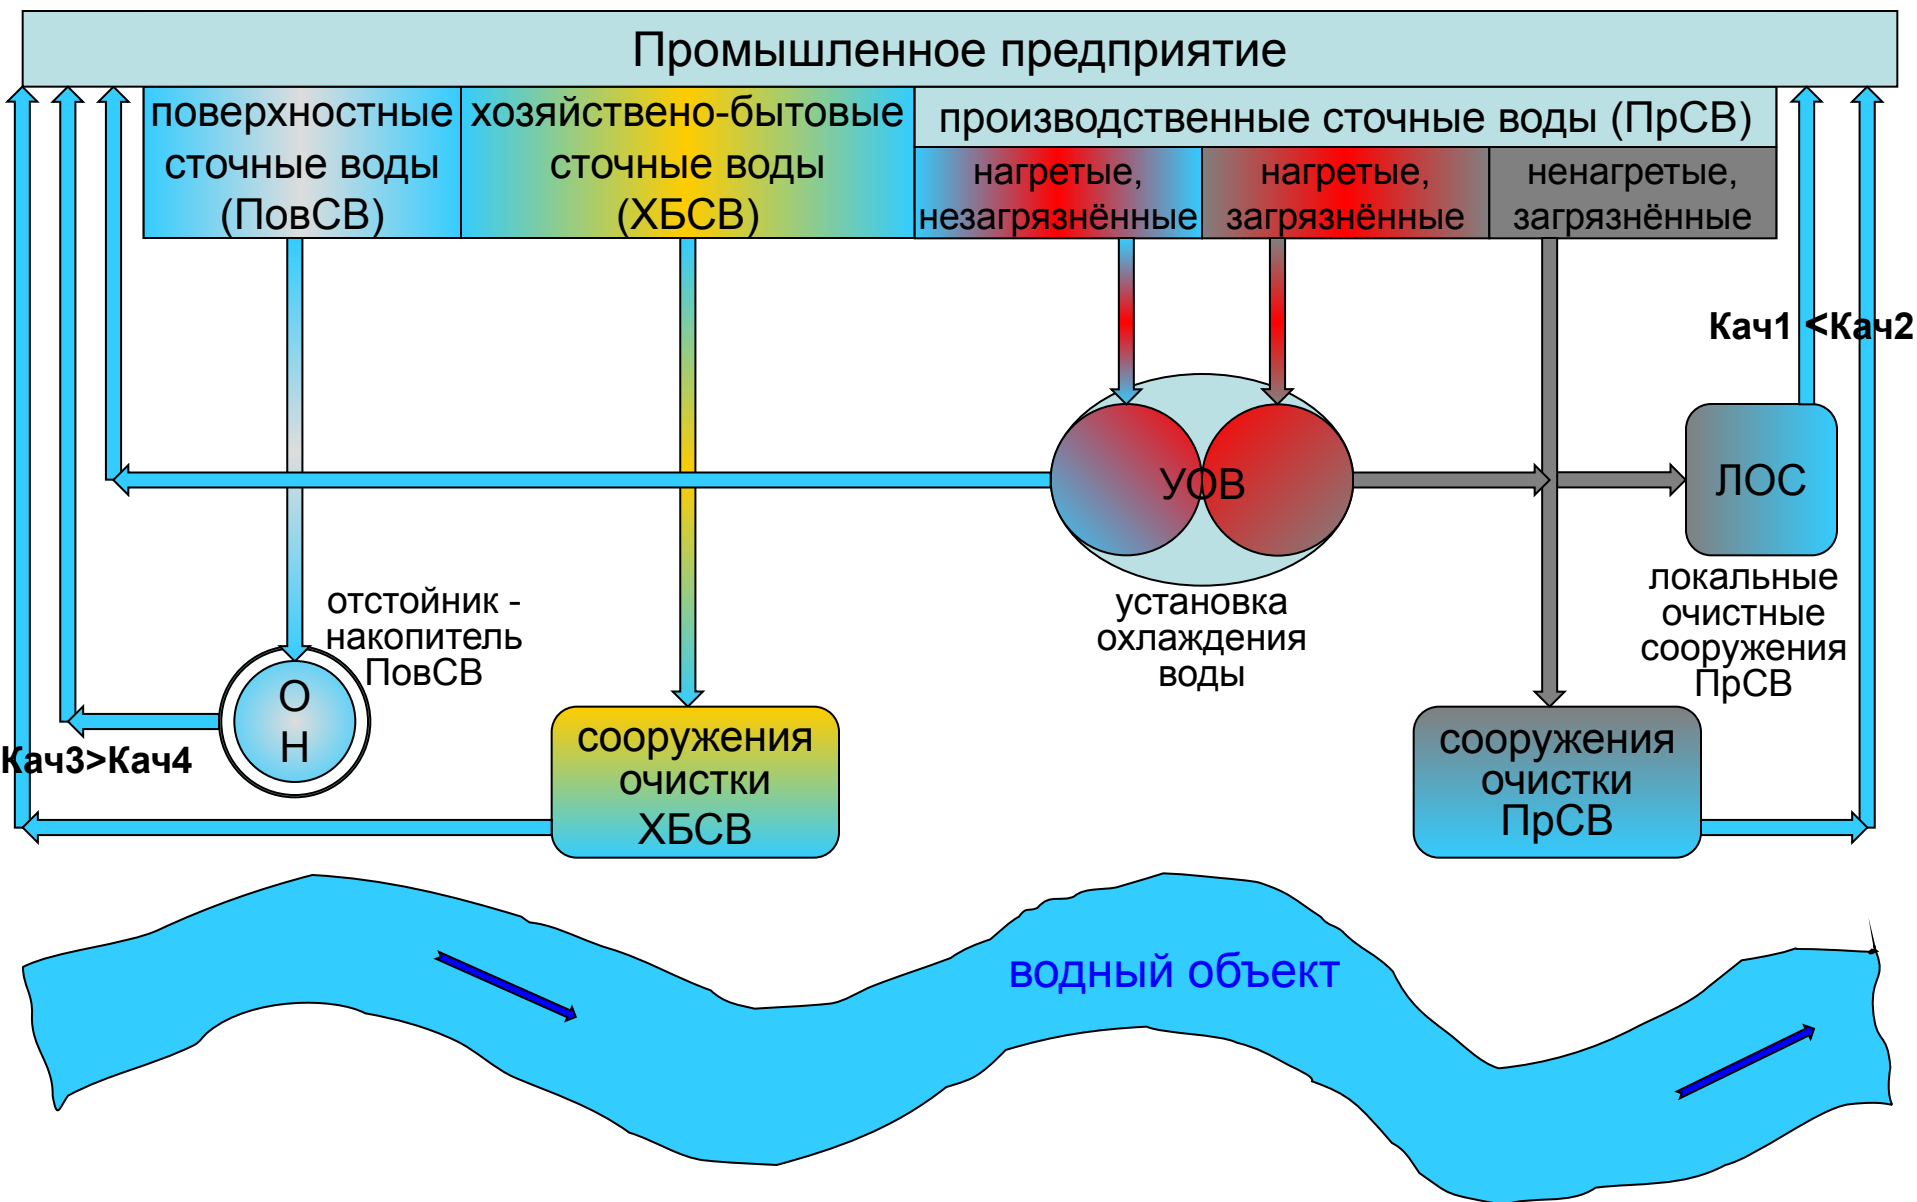 Промышленное предприятие
поверхностные
сточные воды
(ПовСВ)
хозяйствено-бытовые
сточные воды
(ХБСВ)
производственные сточные воды (ПрСВ)
нагретые,
незагрязнённые
нагретые,
загрязнённые
ненагретые,
загрязнённые
Кач1 <Кач2
УОВ
ЛОС
установка
охлаждения
воды
локальные
очистные
сооружения
ПрСВ
отстойник -
накопитель
ПовСВ
О
Н
Кач3>Кач4
сооружения
очистки
ХБСВ
сооружения
очистки
ПрСВ
водный объект